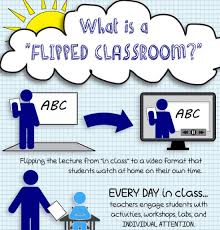 What is a
"FLIPPED CLASSROOM?"
ABC
ABC
Flipping the lecture from "in class" to a video format that
students watch at home on their own time.
EVERY DAY in class...
teachers engage students with
activities, workshops, labs, and
INDIVIDUAL ATTENTION.